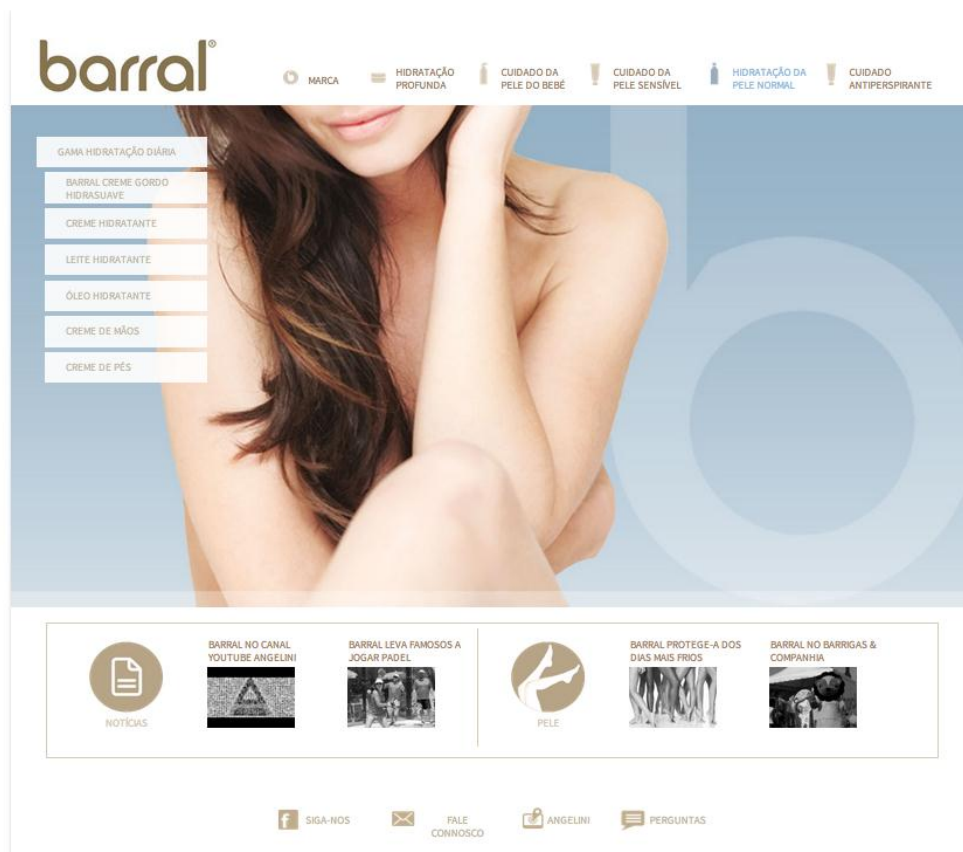 barral®
MARCA
HIDRATAÇÃO
PROFUNDA
CUIDADO DA
PELE DO BEBÉ
CUIDADO DA
PELE SENSÍVEL
HIDRATAÇÃO DA
PELE NORMAL
CUIDADO
ANTIPERSPIRANTE
GAMA HIDRATAÇÃO DIÁRIA
BARRAL CREME GORDO
HIDRASUAVE
CREME HIDRATANTE
LEITE HIDRATANTE
ÓLEO HIDRATANTE
CREME DE MÃOS
CREME DE PÉS
NOTÍCIAS
BARRAL NO CANAL
YOUTUBE ANGELINI
BARRAL LEVA FAMOSOS A
JOGAR PADEL
PELE
BARRAL PROTEGE-A DOS
DIAS MAIS FRIOS
BARRAL NO BARRIGAS &
COMPANHIA
SIGA-NOS
FALE
CONNOSCO
ANGELINI
PERGUNTAS